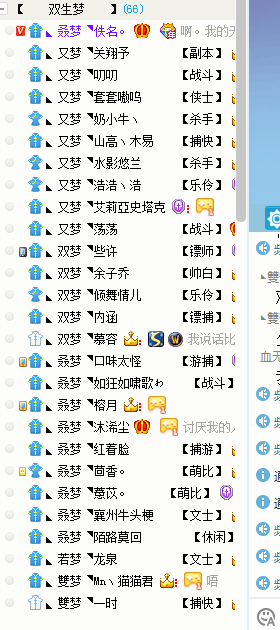 【 双生梦 】(66)
叒梦 ◥佚名。 啊。我的天
又梦 ◥关翔予 【副本】
又梦 ◥叨叨 【战斗】
又梦 ◥套套嗷呜 【侠士】
又梦 ◥奶小牛ヽ 【杀手】
又梦 ◥山高ヽ木易 【捕快】
又梦 ◥水影悠兰 【杀手】
又梦 ◥浩浩ヽ浩 【乐伶】
又梦 ◥艾莉亞史塔克
又梦 ◥荡荡 【战斗】
双梦 ◥些许 【镖师】
双梦 ◥余子乔 【帅白】
双梦 ◥倾舞情儿 【乐伶】
双梦 ◥内涵 【镖捕】
双梦 ◥慕容 我说话比
叒梦 ◥口味太怪 【游捕】
叒梦 ◥如狂如啸歌ゎ 【战斗】
叒梦 ◥榕月
叒梦 ◥沐浠尘 讨厌我的人
叒梦 ◥红着脸 【捕游】
叒梦 ◥茴香。 【萌比】
叒梦 ◥薏苡。 【萌比】
叒梦 ◥襄州牛头梗 【文士】
叒梦 ◥陌路莫回 【休闲】
若梦 ◥龙泉 【文士】
雙梦 ◥Mnヽ猫猫君 唔
雙梦 ◥一时 【捕快】